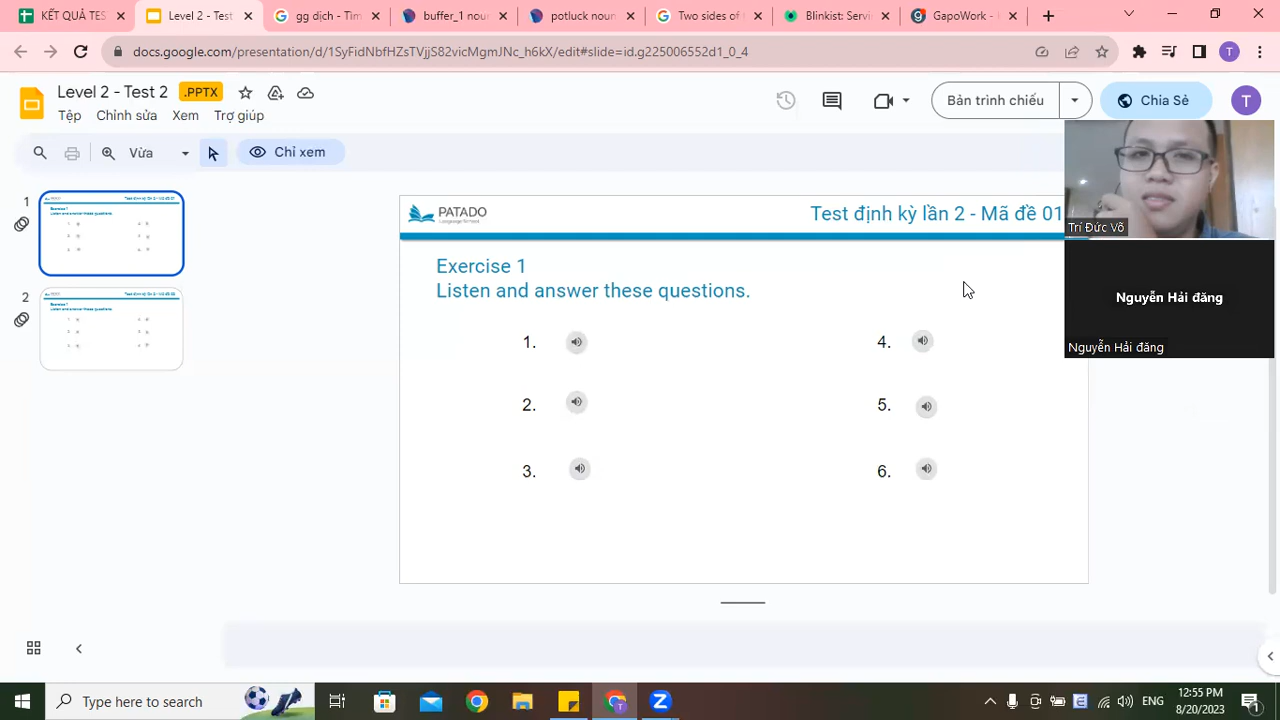 KẾT QUẢ TES
Level 2 - Test
gg dịch - Tìm
buffer_1 nour
potluck noun
Two sides of
Blinkist: Servi
GapoWork -
docs.google.com/presentation/d/1SyFidNbfHZsTVjjS82vicMgmJNc_h6kX/edit#slide=id.g225006552d1_0_4
T
Level 2 - Test 2
.PPTX
Tệp
Chỉnh sửa
Xem
Trợ giúp
Bản trình chiếu
Chia Sẻ
T
Vừa
Chỉ xem
1
2
PATADO
Test định kỳ lần 2 - Mã đề 01
Exercise 1
Listen and answer these questions.
1.
2.
3.
4.
5.
6.
Trí Đức Võ
Nguyễn Hải đăng
Nguyễn Hải đăng
Type here to search
ENG
12:55 PM
8/20/2023
1